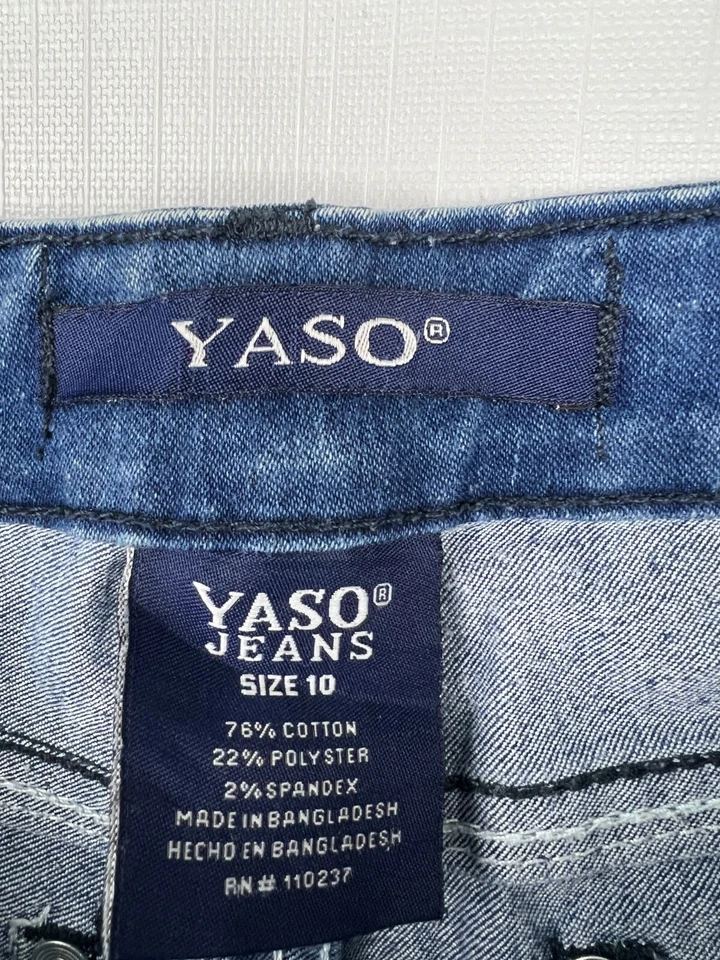 YASO®
YASO®
JEANS
SIZE 10
76% COTTON
22% POLYSTER
2% SPANDEX
MADE IN BANGLADESH
HECHO EN BANGLADESH
RN # 110237